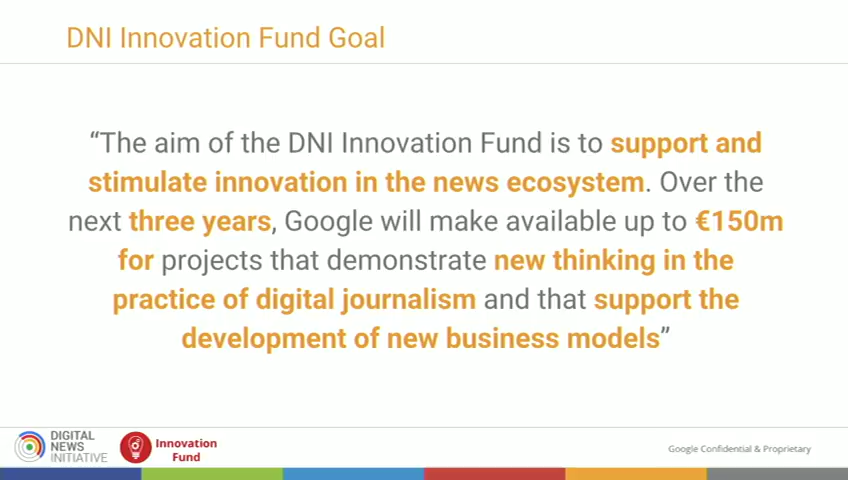 DNI Innovation Fund Goal
“The aim of the DNI Innovation Fund is to support and
stimulate innovation in the news ecosystem. Over the
next three years, Google will make available up to €150m
for projects that demonstrate new thinking in the
practice of digital journalism and that support the
development of new business models”
DIGITAL
NEWS
INITIATIVE
Innovation
Fund
Google Confidential & Proprietary